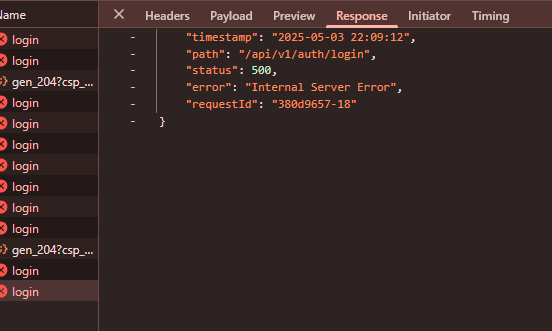 Name
Headers Payload Preview Response Initiator Timing
login
- "timestamp": "2025-05-03 22:09:12",
login
- "path": "/api/v1/auth/login",
- "status": 500,
gen_204?csp_...
- "error": "Internal Server Error",
login
- "requestId": "380d9657-18"
login
- }
login
login
login
login
login
gen_204?csp_...
login
login